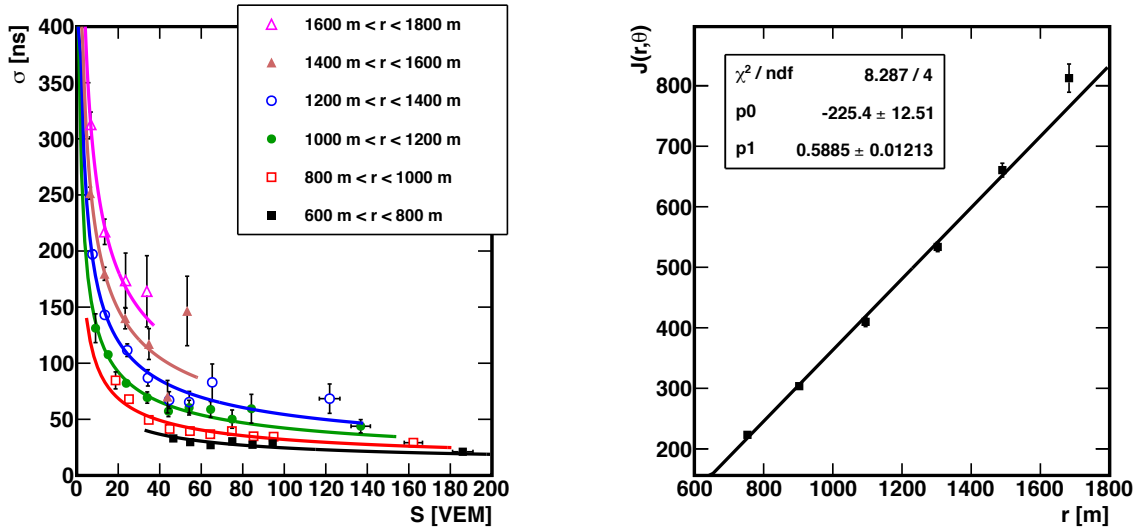 σ [ns]
400
350
300
250
200
150
100
50
0
0 20 40 60 80 100 120 140 160 180 200
S [VEM]
1600 m < r < 1800 m
1400 m < r < 1600 m
1200 m < r < 1400 m
1000 m < r < 1200 m
800 m < r < 1000 m
600 m < r < 800 m
J(r,θ)
800
700
600
500
400
300
200
600 800 1000 1200 1400 1600 1800
r [m]
χ² / ndf 8.287 / 4
p0 -225.4 ± 12.51
p1 0.5885 ± 0.01213